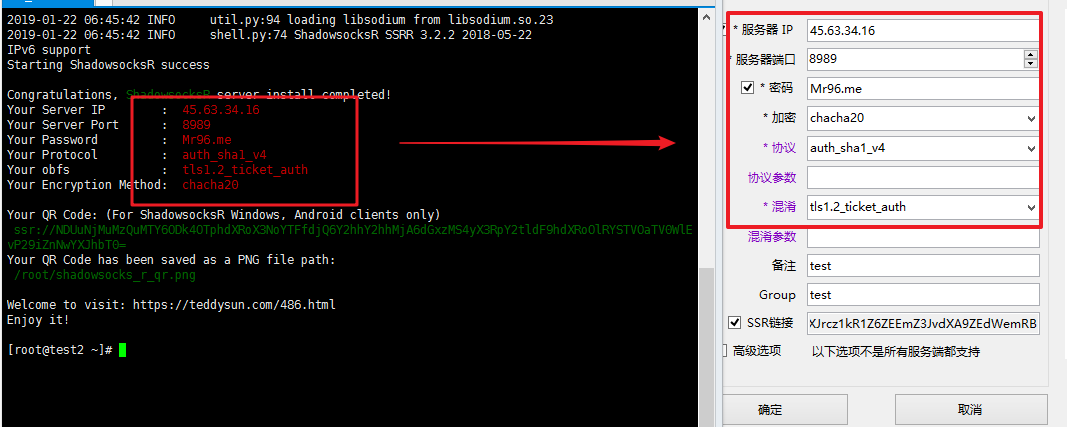 2019-01-22 06:45:42 INFO     util.py:94 loading libsodium from libsodium.so.23
2019-01-22 06:45:42 INFO     shell.py:74 ShadowsocksR SSRR 3.2.2 2018-05-22
IPv6 support
Starting ShadowsocksR success
Congratulations, ShadowsocksR server install completed!
Your Server IP        :  45.63.34.16
Your Server Port      :  8989
Your Password         :  Mr96.me
Your Protocol         :  auth_sha1_v4
Your obfs             :  tls1.2_ticket_auth
Your Encryption Method:  chacha20
Your QR Code: (For ShadowsocksR Windows, Android clients only)
ssr://NDUuNjMuMzQuMTY6ODk4OTphdXRoX3NoYTFfdjQ6Y2hhY2hhMjA6dGxzMS4yX3RpY2tldF9hdXRoOlRYSTVOaTV0WlE
vP29iZnNwYXJhbT0=
Your QR Code has been saved as a PNG file path:
/root/shadowsocks_r_qr.png
Welcome to visit: https://teddysun.com/486.html
Enjoy it!
[root@test2 ~]#
* 服务器 IP 45.63.34.16
* 服务器端口 8989
* 密码 Mr96.me
* 加密 chacha20
* 协议 auth_sha1_v4
协议参数
* 混淆 tls1.2_ticket_auth
混淆参数
备注 test
Group test
SSR链接 XJrcz1kR1Z6ZEEmZ3JvdXA9ZEdWemRB
高级选项 以下选项不是所有服务端都支持
确定 取消